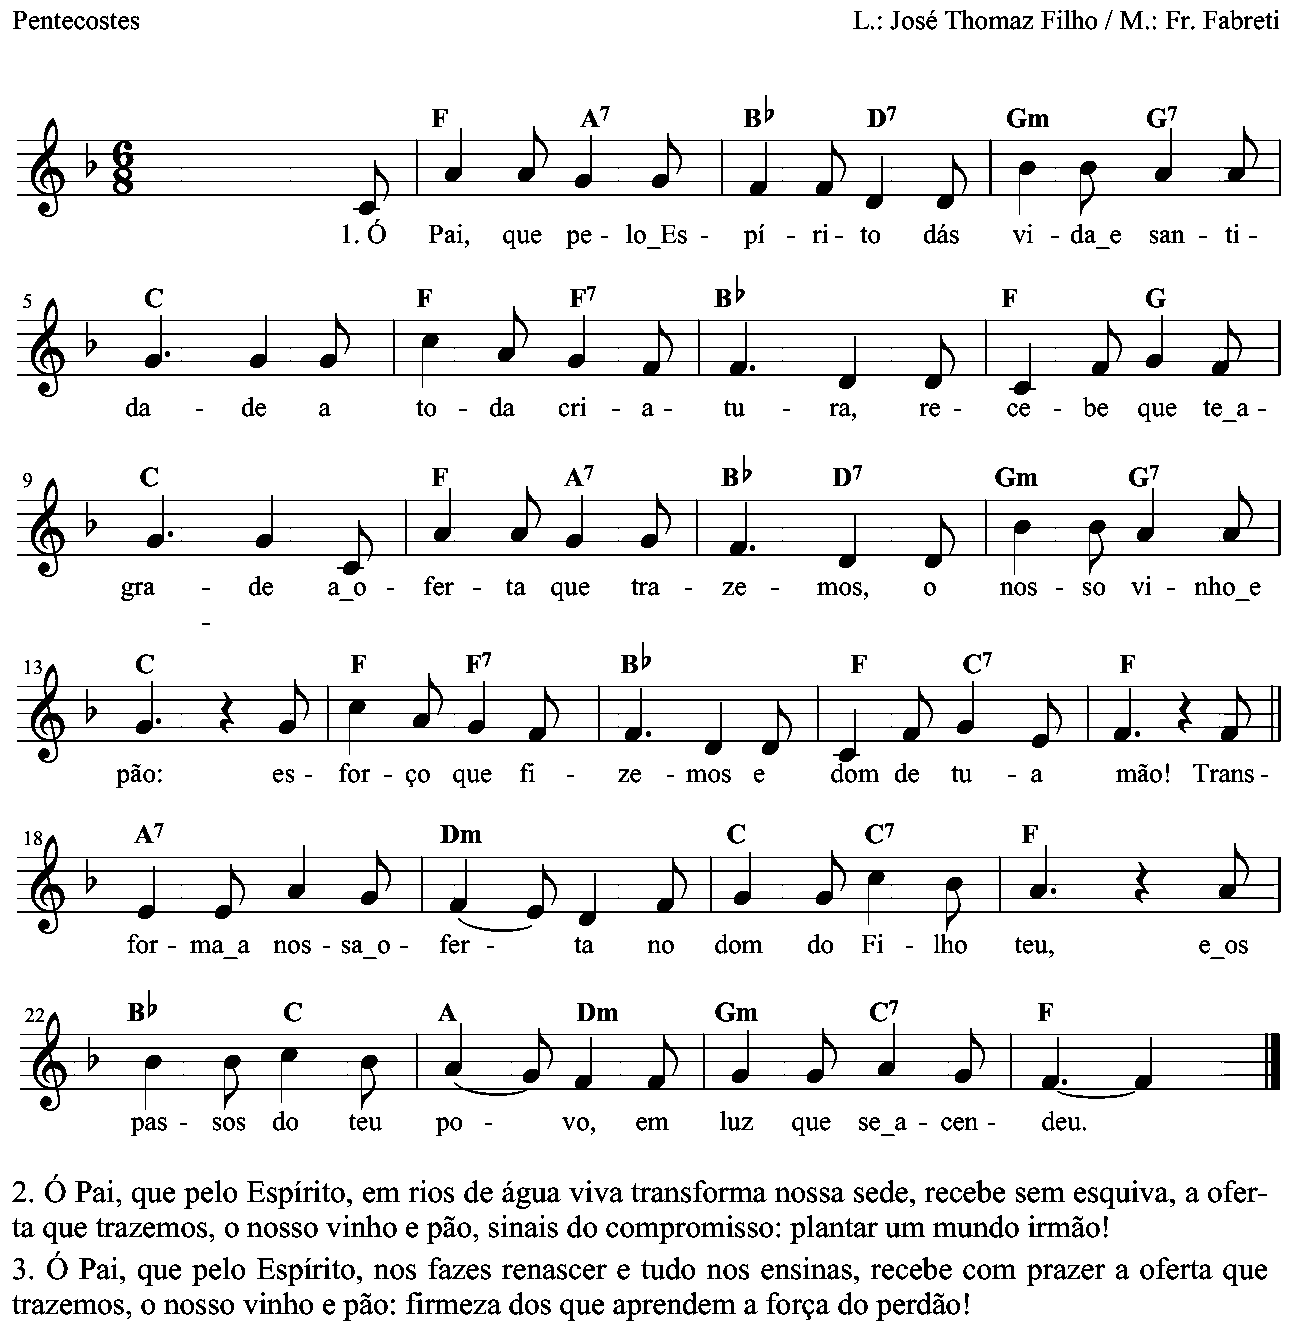 Pentecostes L.: José Thomaz Filho / M.: Fr. Fabreti
F A7 B♭ D7 Gm G7
6
8
1. Ó Pai, que pe - lo_Es - pí - ri - to dás vi - da_e san - ti -
5 C F F7 B♭ F G
da - de a to - da cri - a - tu - ra, re - ce - be que te_a -
9 C F A7 B♭ D7 Gm G7
gra - de a_o - fer - ta que tra - ze - mos, o nos - so vi - nho_e
-
13 C F F7 B♭ F C7 F
pão: es - for - ço que fi - ze - mos e dom de tu - a mão! Trans -
18 A7 Dm C C7 F
for - ma_a nos - sa_o - fer - ta no dom do Fi - lho teu, e_os
22 B♭ C A Dm Gm C7 F
pas - sos do teu po - vo, em luz que se_a - cen - deu.
2. Ó Pai, que pelo Espírito, em rios de água viva transforma nossa sede, recebe sem esquiva, a ofer-
ta que trazemos, o nosso vinho e pão, sinais do compromisso: plantar um mundo irmão!
3. Ó Pai, que pelo Espírito, nos fazes renascer e tudo nos ensinas, recebe com prazer a oferta que
trazemos, o nosso vinho e pão: firmeza dos que aprendem a força do perdão!